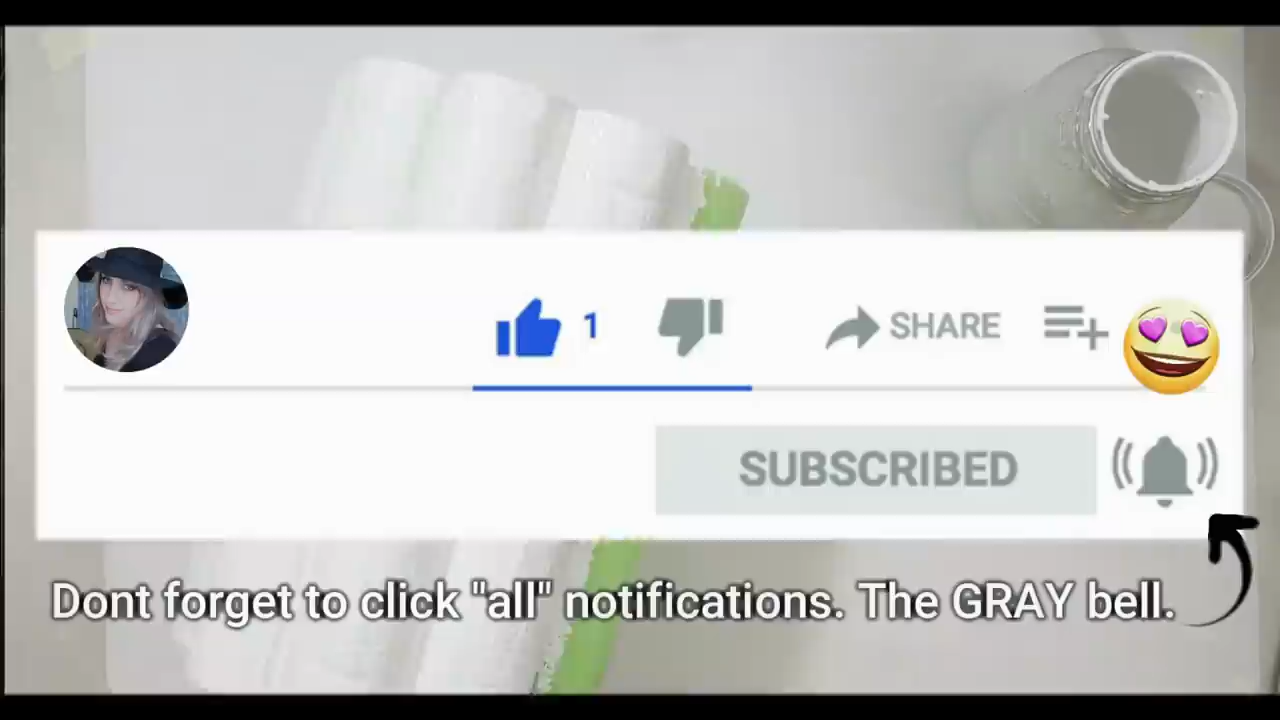 1
SHARE
SUBSCRIBED
Dont forget to click "all" notifications. The GRAY bell.